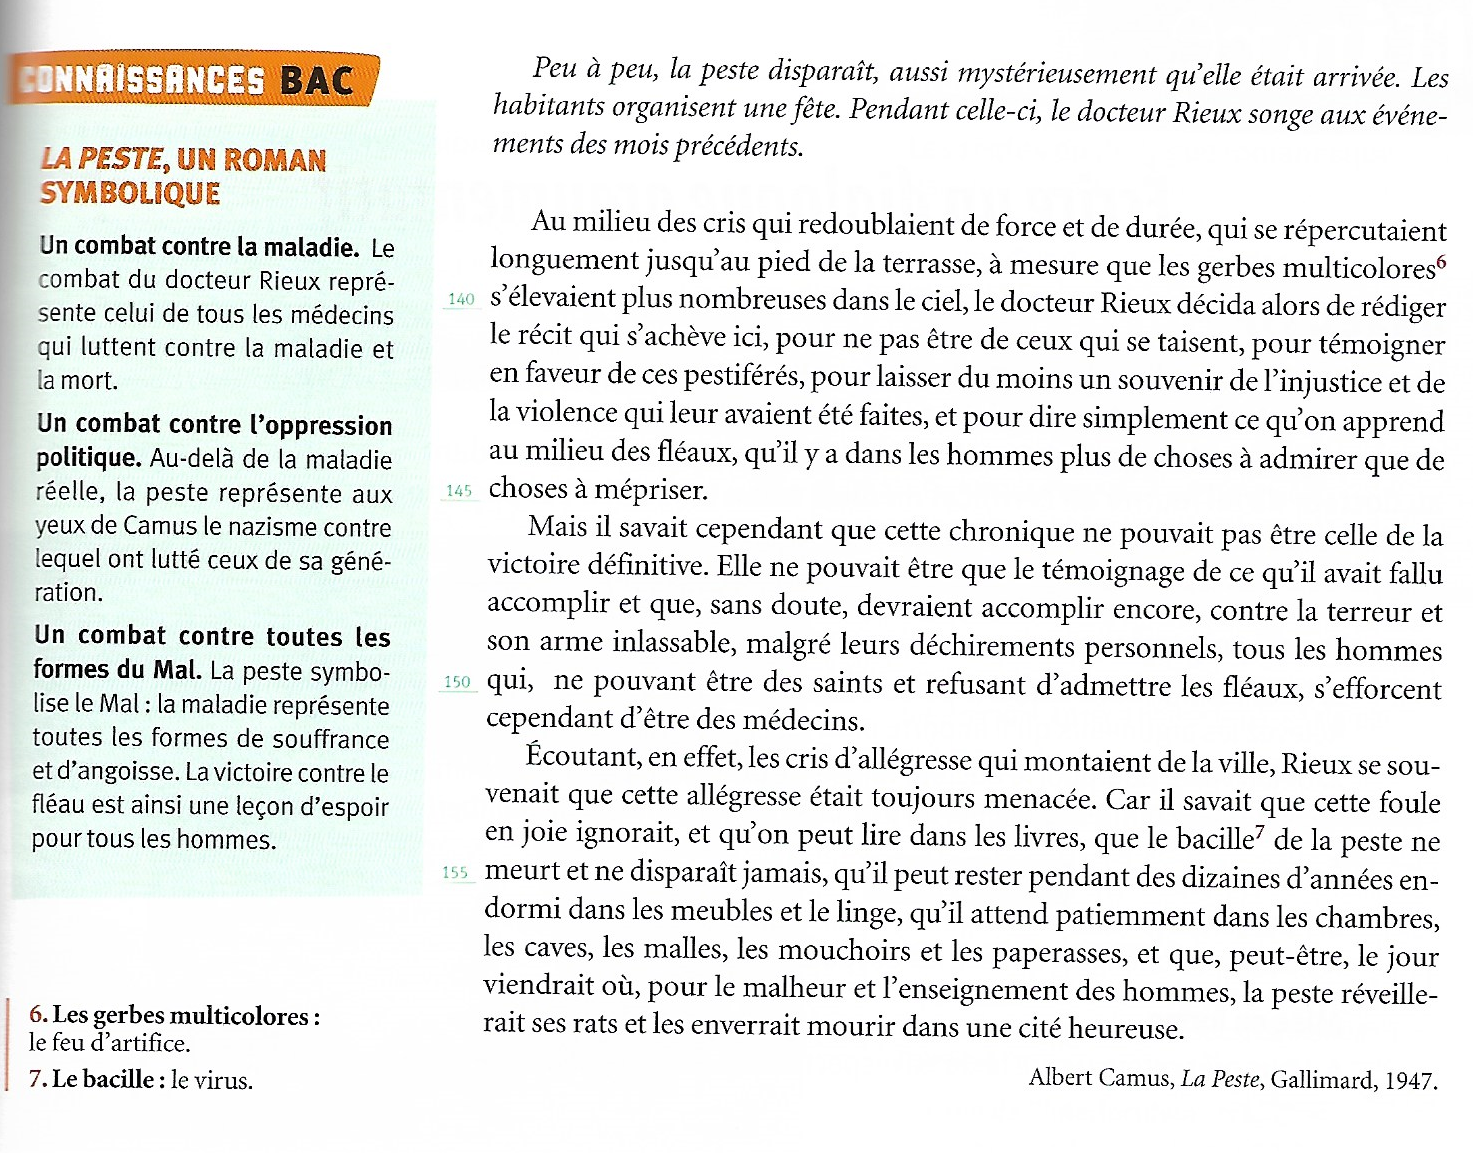 CONNAISSANCES BAC
LA PESTE, UN ROMAN
SYMBOLIQUE
Un combat contre la maladie. Le
combat du docteur Rieux repré-
sente celui de tous les médecins
qui luttent contre la maladie et
la mort.
Un combat contre l'oppression
politique. Au-delà de la maladie
réelle, la peste représente aux
yeux de Camus le nazisme contre
lequel ont lutté ceux de sa géné-
ration.
Un combat contre toutes les
formes du Mal. La peste symbo-
lise le Mal : la maladie représente
toutes les formes de souffrance
et d'angoisse. La victoire contre le
fléau est ainsi une leçon d'espoir
pour tous les hommes.
6. Les gerbes multicolores :
le feu d'artifice.
7. Le bacille : le virus.
Peu à peu, la peste disparaît, aussi mystérieusement qu'elle était arrivée. Les
habitants organisent une fête. Pendant celle-ci, le docteur Rieux songe aux événe-
ments des mois précédents.
Au milieu des cris qui redoublaient de force et de durée, qui se répercutaient
longuement jusqu'au pied de la terrasse, à mesure que les gerbes multicolores6
140 s'élevaient plus nombreuses dans le ciel, le docteur Rieux décida alors de rédiger
le récit qui s'achève ici, pour ne pas être de ceux qui se taisent, pour témoigner
en faveur de ces pestiférés, pour laisser du moins un souvenir de l'injustice et de
la violence qui leur avaient été faites, et pour dire simplement ce qu'on apprend
au milieu des fléaux, qu'il y a dans les hommes plus de choses à admirer que de
145 choses à mépriser.
Mais il savait cependant que cette chronique ne pouvait pas être celle de la
victoire définitive. Elle ne pouvait être que le témoignage de ce qu'il avait fallu
accomplir et que, sans doute, devraient accomplir encore, contre la terreur et
son arme inlassable, malgré leurs déchirements personnels, tous les hommes
150 qui, ne pouvant être des saints et refusant d'admettre les fléaux, s'efforcent
cependant d'être des médecins.
Écoutant, en effet, les cris d'allégresse qui montaient de la ville, Rieux se sou-
venait que cette allégresse était toujours menacée. Car il savait que cette foule
en joie ignorait, et qu'on peut lire dans les livres, que le bacille7 de la peste ne
155 meurt et ne disparaît jamais, qu'il peut rester pendant des dizaines d'années en-
dormi dans les meubles et le linge, qu'il attend patiemment dans les chambres,
les caves, les malles, les mouchoirs et les paperasses, et que, peut-être, le jour
viendrait où, pour le malheur et l'enseignement des hommes, la peste réveille-
rait ses rats et les enverrait mourir dans une cité heureuse.
Albert Camus, La Peste, Gallimard, 1947.